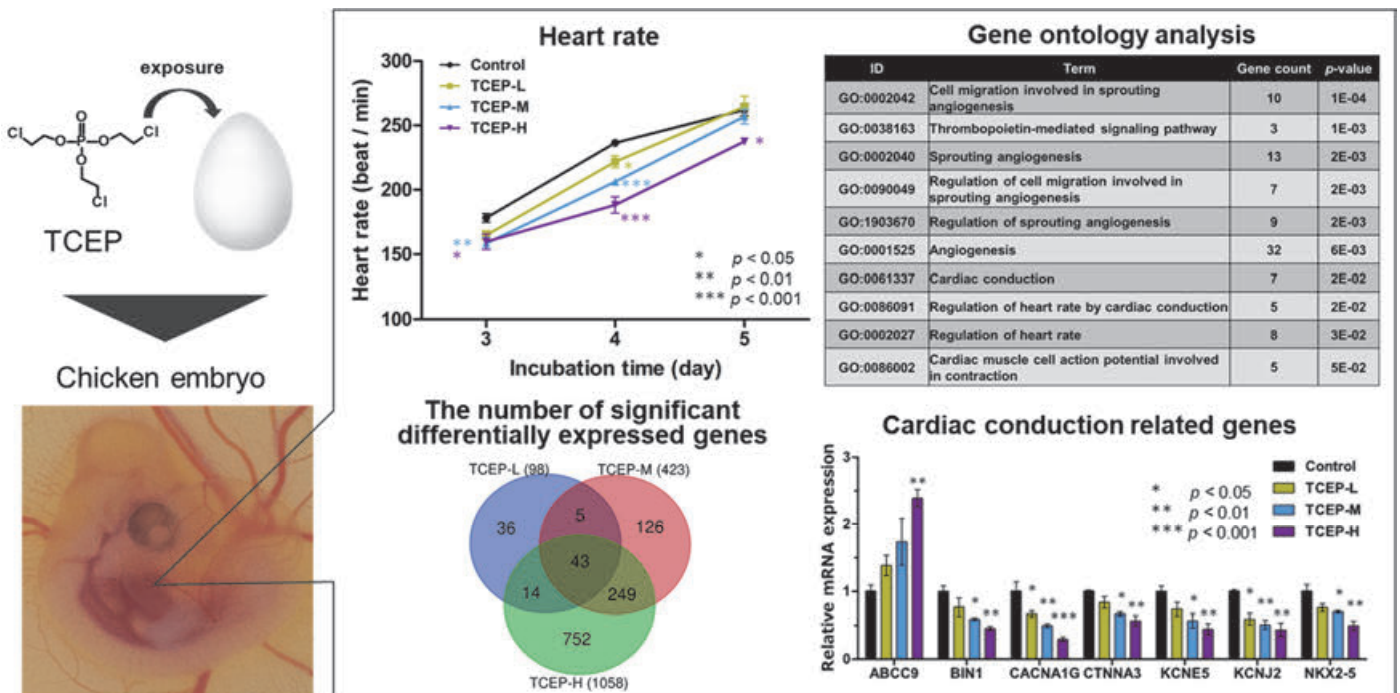 exposure
Cl
O
O
P
O
O
Cl
Cl
TCEP
Chicken embryo
Heart rate
Control
TCEP-L
TCEP-M
TCEP-H
Heart rate (beat / min)
300
250
200
150
100
**
*
*
***
***
*
* p < 0.05
** p < 0.01
*** p < 0.001
3 4 5
Incubation time (day)
Gene ontology analysis
ID Term Gene count p-value
GO:0002042 Cell migration involved in sprouting angiogenesis 10 1E-04
GO:0038163 Thrombopoietin-mediated signaling pathway 3 1E-03
GO:0002040 Sprouting angiogenesis 13 2E-03
GO:0090049 Regulation of cell migration involved in sprouting angiogenesis 7 2E-03
GO:1903670 Regulation of sprouting angiogenesis 9 2E-03
GO:0001525 Angiogenesis 32 6E-03
GO:0061337 Cardiac conduction 7 2E-02
GO:0086091 Regulation of heart rate by cardiac conduction 5 2E-02
GO:0002027 Regulation of heart rate 8 3E-02
GO:0086002 Cardiac muscle cell action potential involved in contraction 5 5E-02
The number of significant
differentially expressed genes
TCEP-L (98) TCEP-M (423)
36 5 126
43
14 249
752
TCEP-H (1058)
Cardiac conduction related genes
Relative mRNA expression
3
2
1
0
Control
TCEP-L
TCEP-M
TCEP-H
* p < 0.05
** p < 0.01
*** p < 0.001
**
* **
* ** ***
* **
* **
* ** **
* **
ABCC9 BIN1 CACNA1G CTNNA3 KCNE5 KCNJ2 NKX2-5